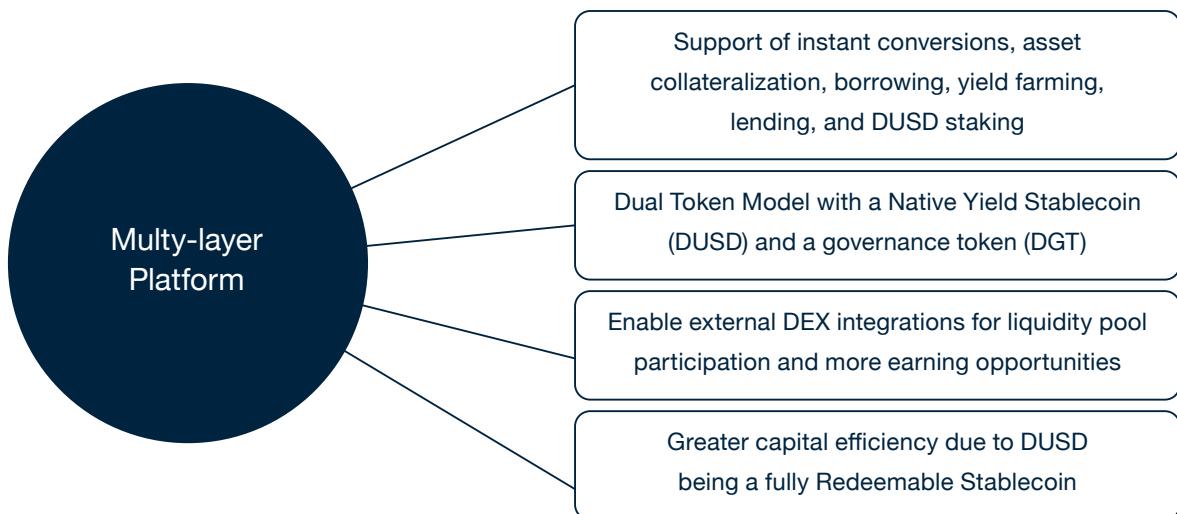 Multy-layer
Platform
Support of instant conversions, asset
collateralization, borrowing, yield farming,
lending, and DUSD staking
Dual Token Model with a Native Yield Stablecoin
(DUSD) and a governance token (DGT)
Enable external DEX integrations for liquidity pool
participation and more earning opportunities
Greater capital efficiency due to DUSD
being a fully Redeemable Stablecoin